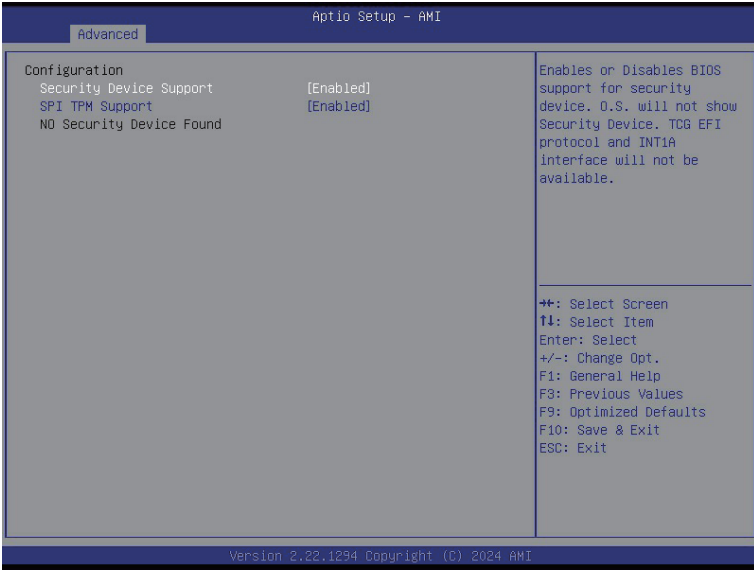 Aptio Setup – AMI
Advanced
Configuration
Security Device Support [Enabled]
SPI TPM Support [Enabled]
NO Security Device Found
Enables or Disables BIOS
support for security
device. O.S. will not show
Security Device. TCG EFI
protocol and INT1A
interface will not be
available.
→←: Select Screen
↑↓: Select Item
Enter: Select
+/-: Change Opt.
F1: General Help
F3: Previous Values
F9: Optimized Defaults
F10: Save & Exit
ESC: Exit
Version 2.22.1294 Copyright (C) 2024 AMI